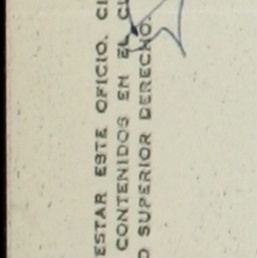 ESTAR ESTE OFICIO, CI
CONTENIDOS EN EL CU
O SUPERIOR DERECHO.